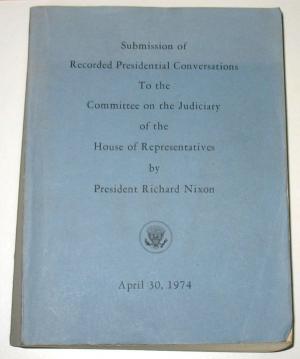 Submission of
Recorded Presidential Conversations
To the
Committee on the Judiciary
of the
House of Representatives
by
President Richard Nixon
April 30, 1974